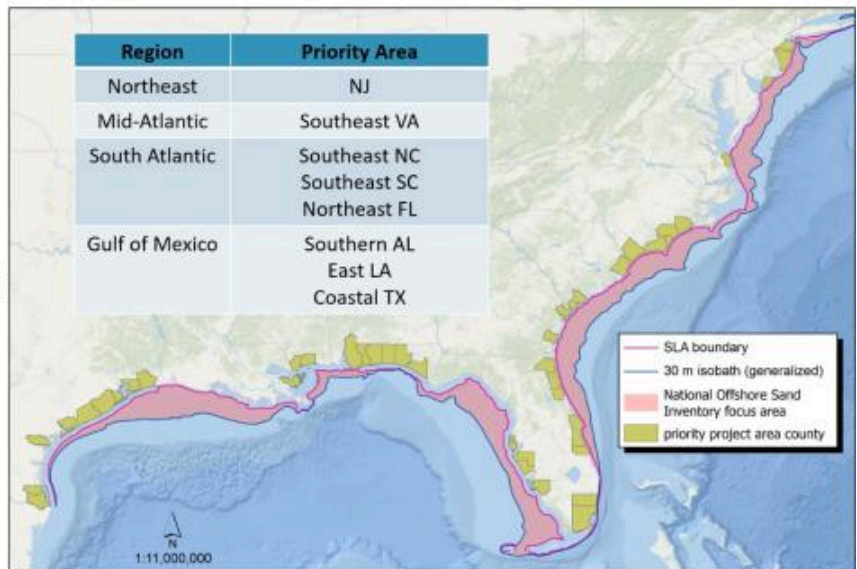 Region Priority Area
Northeast NJ
Mid-Atlantic Southeast VA
South Atlantic Southeast NC
Southeast SC
Northeast FL
Gulf of Mexico Southern AL
East LA
Coastal TX
SLA boundary
30 m isobath (generalized)
National Offshore Sand
Inventory focus area
priority project area county
N
1:11,000,000